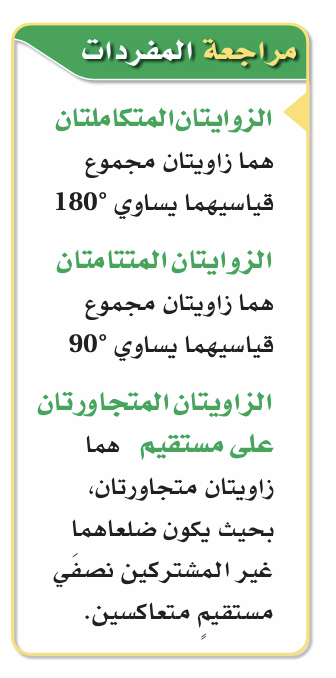 مراجعة المفردات
الزوايتان المتكاملتان
هما زاويتان مجموع
قياسيهما يساوي °180
الزوايتان المتتامتان
هما زاويتان مجموع
قياسيهما يساوي °90
الزاويتان المتجاورتان
على مستقيم هما
زاويتان متجاورتان،
بحيث يكون ضلعاهما
غير المشتركين نصفَي
مستقيمٍ متعاكسين.